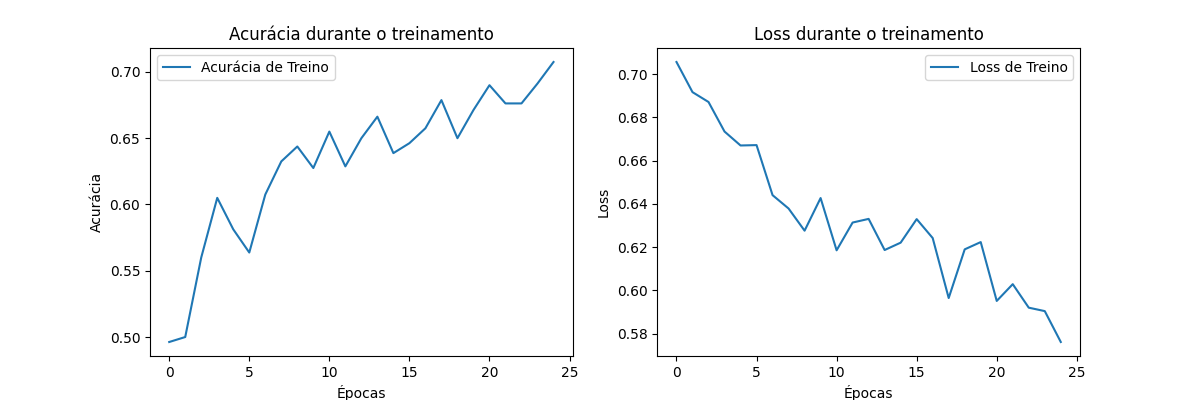 Acurácia durante o treinamento
Acurácia de Treino
0.70
0.65
0.60
0.55
0.50
Acurácia
0 5 10 15 20 25
Épocas
Loss durante o treinamento
Loss de Treino
0.70
0.68
0.66
0.64
0.62
0.60
0.58
Loss
0 5 10 15 20 25
Épocas